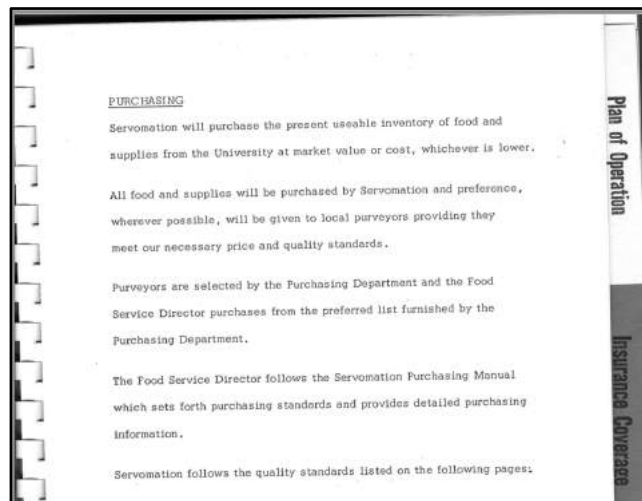 PURCHASING
Servomation will purchase the present useable inventory of food and
supplies from the University at market value or cost, whichever is lower.
All food and supplies will be purchased by Servomation and preference,
wherever possible, will be given to local purveyors providing they
meet our necessary price and quality standards.
Purveyors are selected by the Purchasing Department and the Food
Service Director purchases from the preferred list furnished by the
Purchasing Department.
The Food Service Director follows the Servomation Purchasing Manual
which sets forth purchasing standards and provides detailed purchasing
information.
Servomation follows the quality standards listed on the following pages:
Plan of Operation
Insurance Coverage